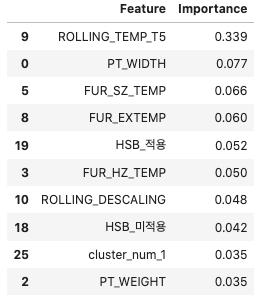 Feature Importance
9 ROLLING_TEMP_T5 0.339
0 PT_WIDTH 0.077
5 FUR_SZ_TEMP 0.066
8 FUR_EXTEMP 0.060
19 HSB_적용 0.052
3 FUR_HZ_TEMP 0.050
10 ROLLING_DESCALING 0.048
18 HSB_미적용 0.042
25 cluster_num_1 0.035
2 PT_WEIGHT 0.035